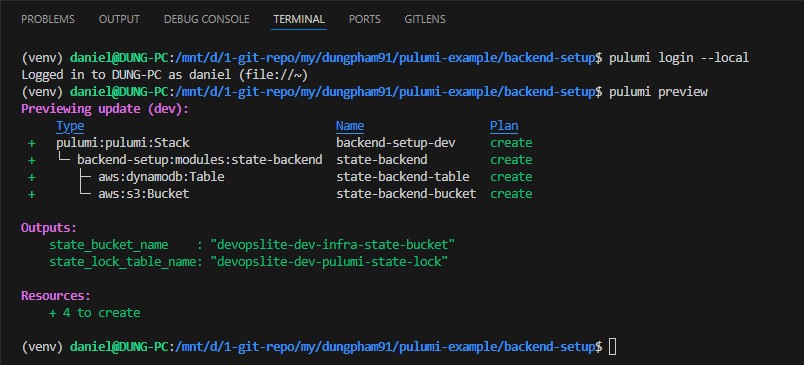 PROBLEMS OUTPUT DEBUG CONSOLE TERMINAL PORTS GITLENS
(venv) daniel@DUNG-PC:/mnt/d/1-git-repo/my/dungpham91/pulumi-example/backend-setup$ pulumi login --local
Logged in to DUNG-PC as daniel (file://~)
(venv) daniel@DUNG-PC:/mnt/d/1-git-repo/my/dungpham91/pulumi-example/backend-setup$ pulumi preview
Previewing update (dev):
     Type                                    Name                  Plan
 +   pulumi:pulumi:Stack                     backend-setup-dev     create
 +   └─ backend-setup:modules:state-backend  state-backend         create
 +      ├─ aws:dynamodb:Table                state-backend-table   create
 +      └─ aws:s3:Bucket                     state-backend-bucket  create
Outputs:
    state_bucket_name    : "devopslite-dev-infra-state-bucket"
    state_lock_table_name: "devopslite-dev-pulumi-state-lock"
Resources:
    + 4 to create
(venv) daniel@DUNG-PC:/mnt/d/1-git-repo/my/dungpham91/pulumi-example/backend-setup$